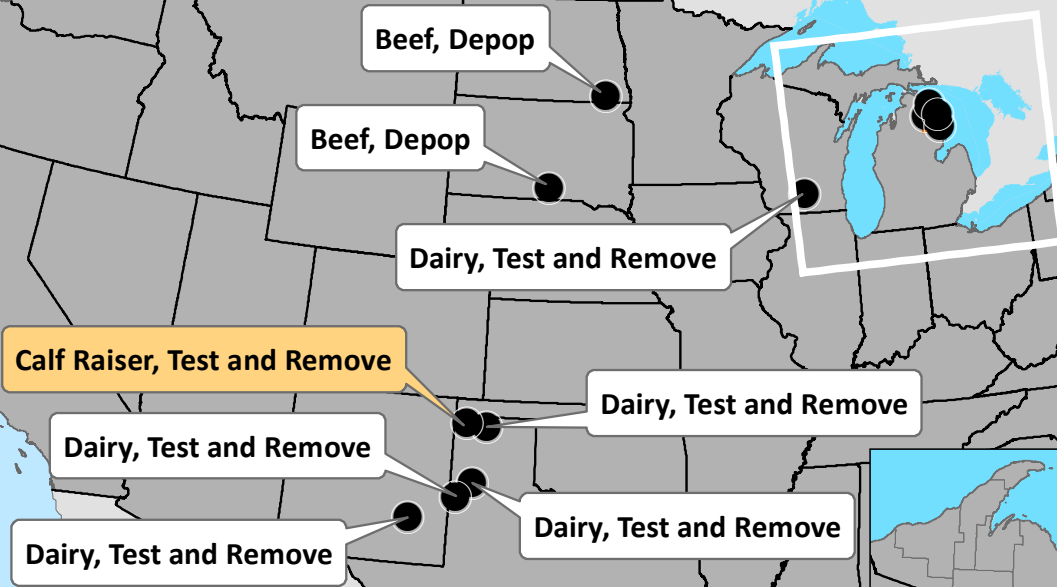 Beef, Depop
Beef, Depop
Dairy, Test and Remove
Calf Raiser, Test and Remove
Dairy, Test and Remove
Dairy, Test and Remove
Dairy, Test and Remove
Dairy, Test and Remove